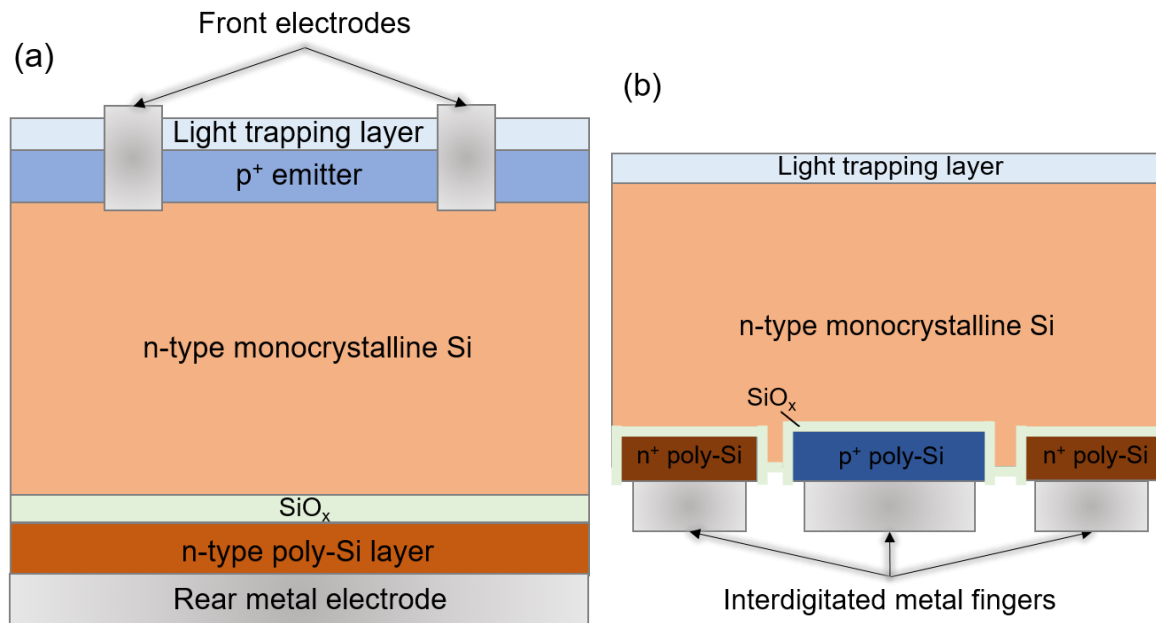 (a)
Front electrodes
Light trapping layer
p⁺ emitter
n-type monocrystalline Si
SiOₓ
n-type poly-Si layer
Rear metal electrode
(b)
Light trapping layer
n-type monocrystalline Si
SiOₓ
n⁺ poly-Si
p⁺ poly-Si
n⁺ poly-Si
Interdigitated metal fingers